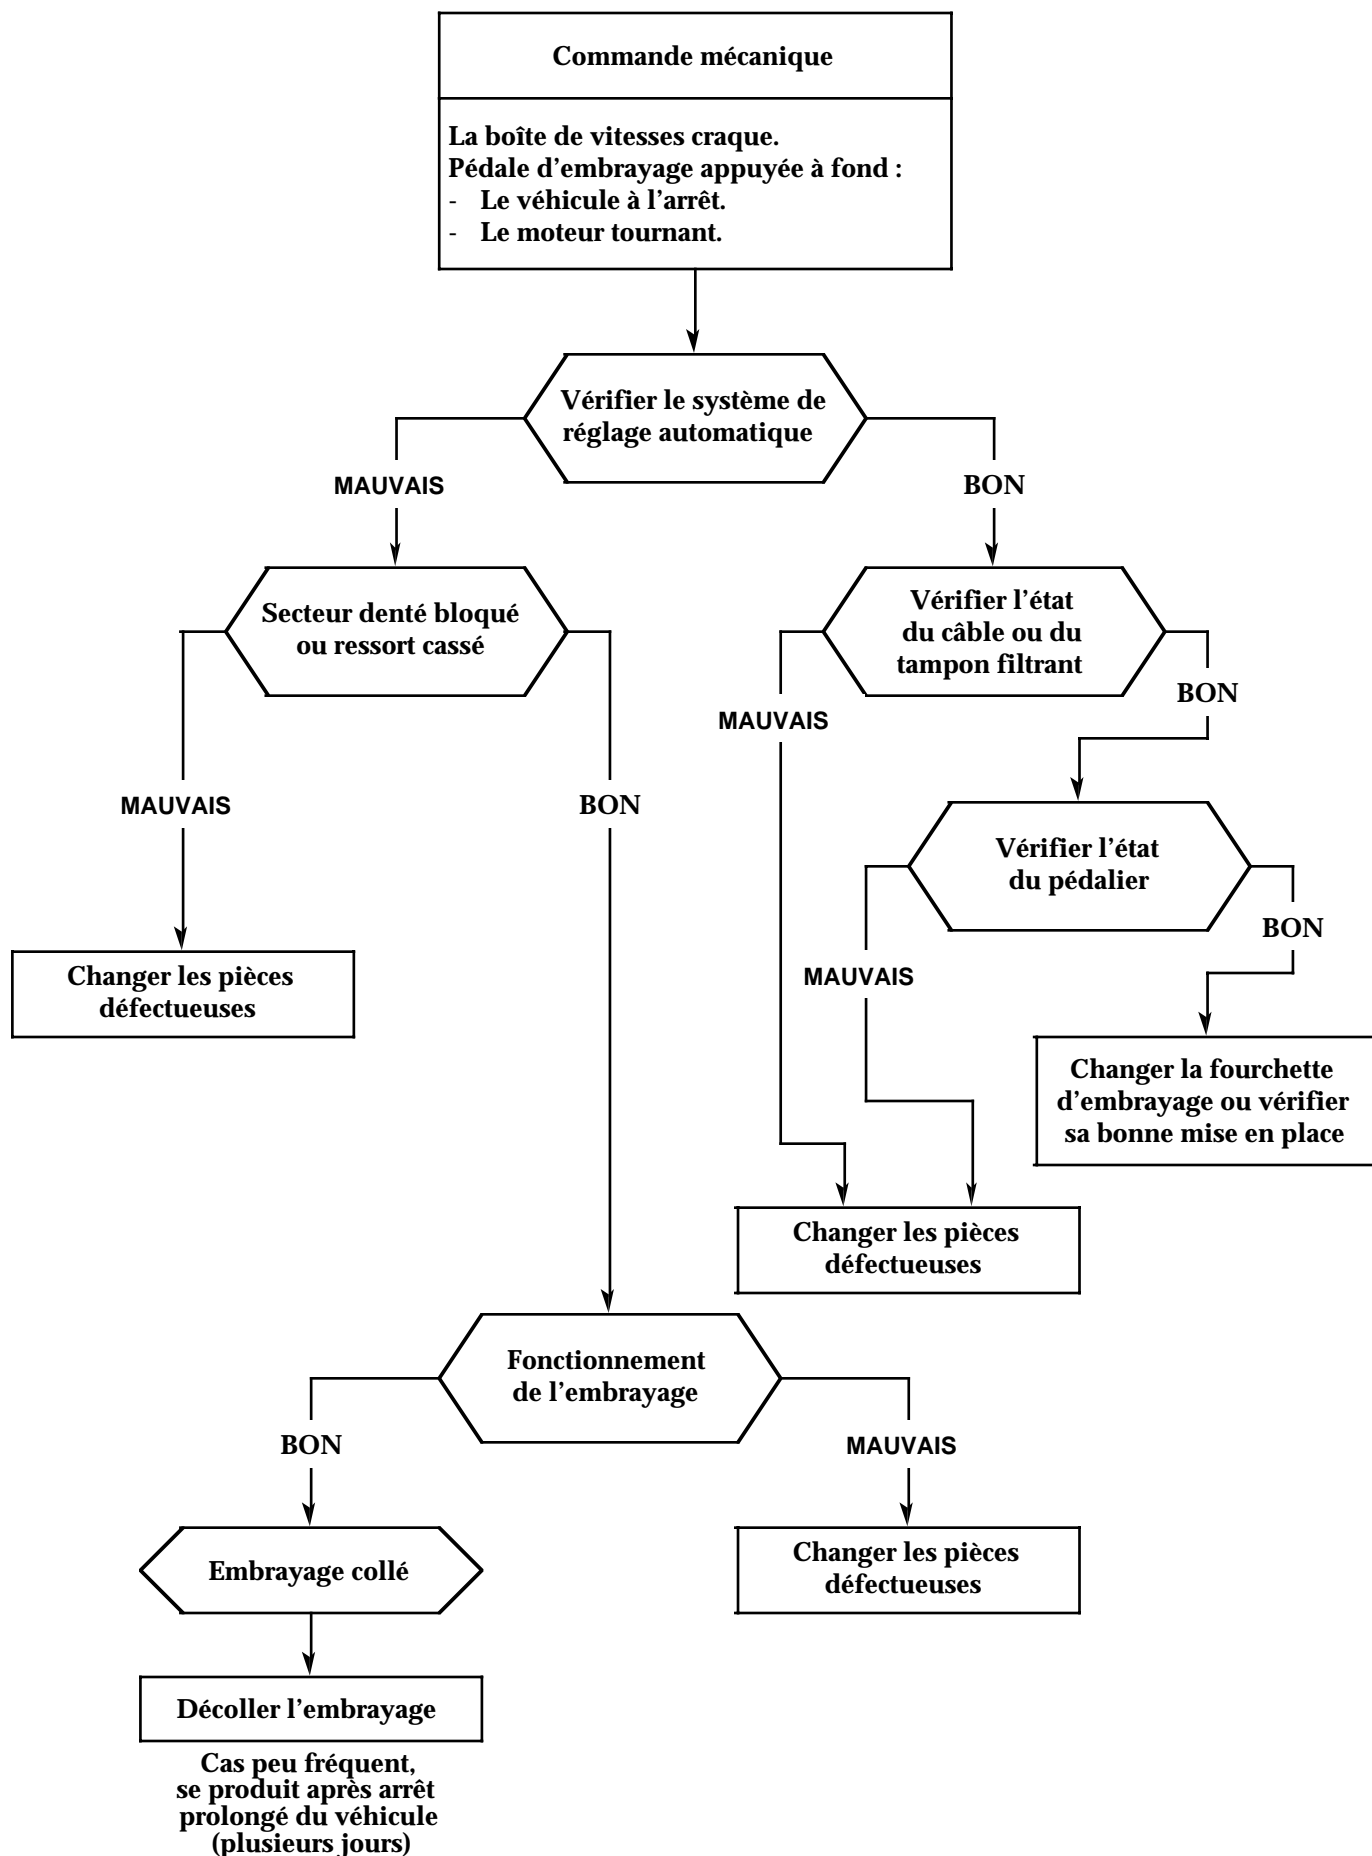 Commande mécanique
La boîte de vitesses craque.
Pédale d'embrayage appuyée à fond :
- Le véhicule à l'arrêt.
- Le moteur tournant.
Vérifier le système de
réglage automatique
MAUVAIS
BON
Secteur denté bloqué
ou ressort cassé
Vérifier l'état
du câble ou du
tampon filtrant
BON
MAUVAIS
MAUVAIS
BON
Vérifier l'état
du pédalier
BON
MAUVAIS
Changer les pièces
défectueuses
Changer la fourchette
d'embrayage ou vérifier
sa bonne mise en place
Changer les pièces
défectueuses
Fonctionnement
de l'embrayage
BON
MAUVAIS
Embrayage collé
Changer les pièces
défectueuses
Décoller l'embrayage
Cas peu fréquent,
se produit après arrêt
prolongé du véhicule
(plusieurs jours)